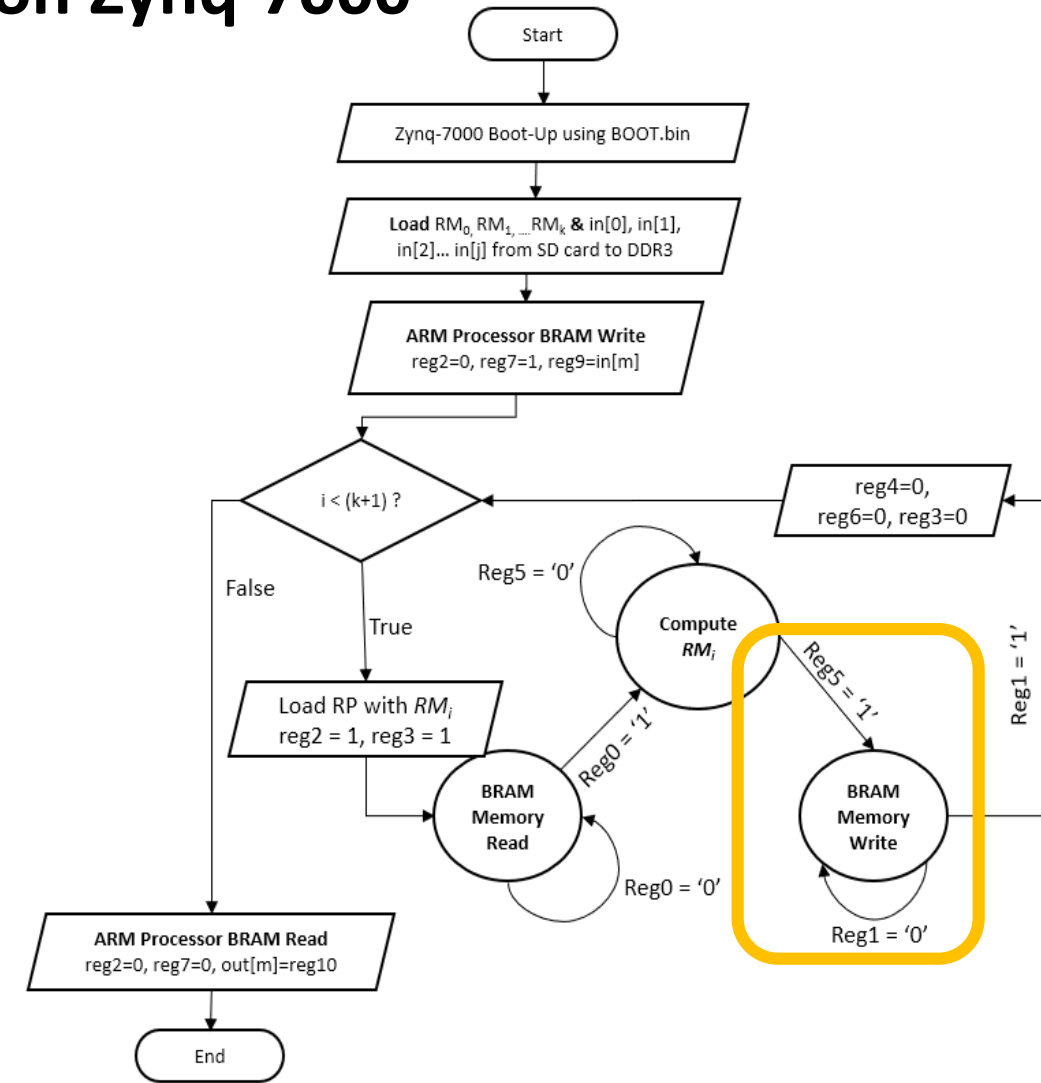 on Zynq-7000
Start
Zynq-7000 Boot-Up using BOOT.bin
Load RM0, RM1, ....RMk & in[0], in[1],
in[2]... in[j] from SD card to DDR3
ARM Processor BRAM Write
reg2=0, reg7=1, reg9=in[m]
i < (k+1) ?
reg4=0,
reg6=0, reg3=0
False
True
Reg5 = ‘0’
Compute
RMi
Reg5 = ‘1’
Reg1 = ‘1’
Load RP with RMi
reg2 = 1, reg3 = 1
Reg0 = ‘1’
BRAM
Memory
Read
Reg0 = ‘0’
BRAM
Memory
Write
Reg1 = ‘0’
ARM Processor BRAM Read
reg2=0, reg7=0, out[m]=reg10
End